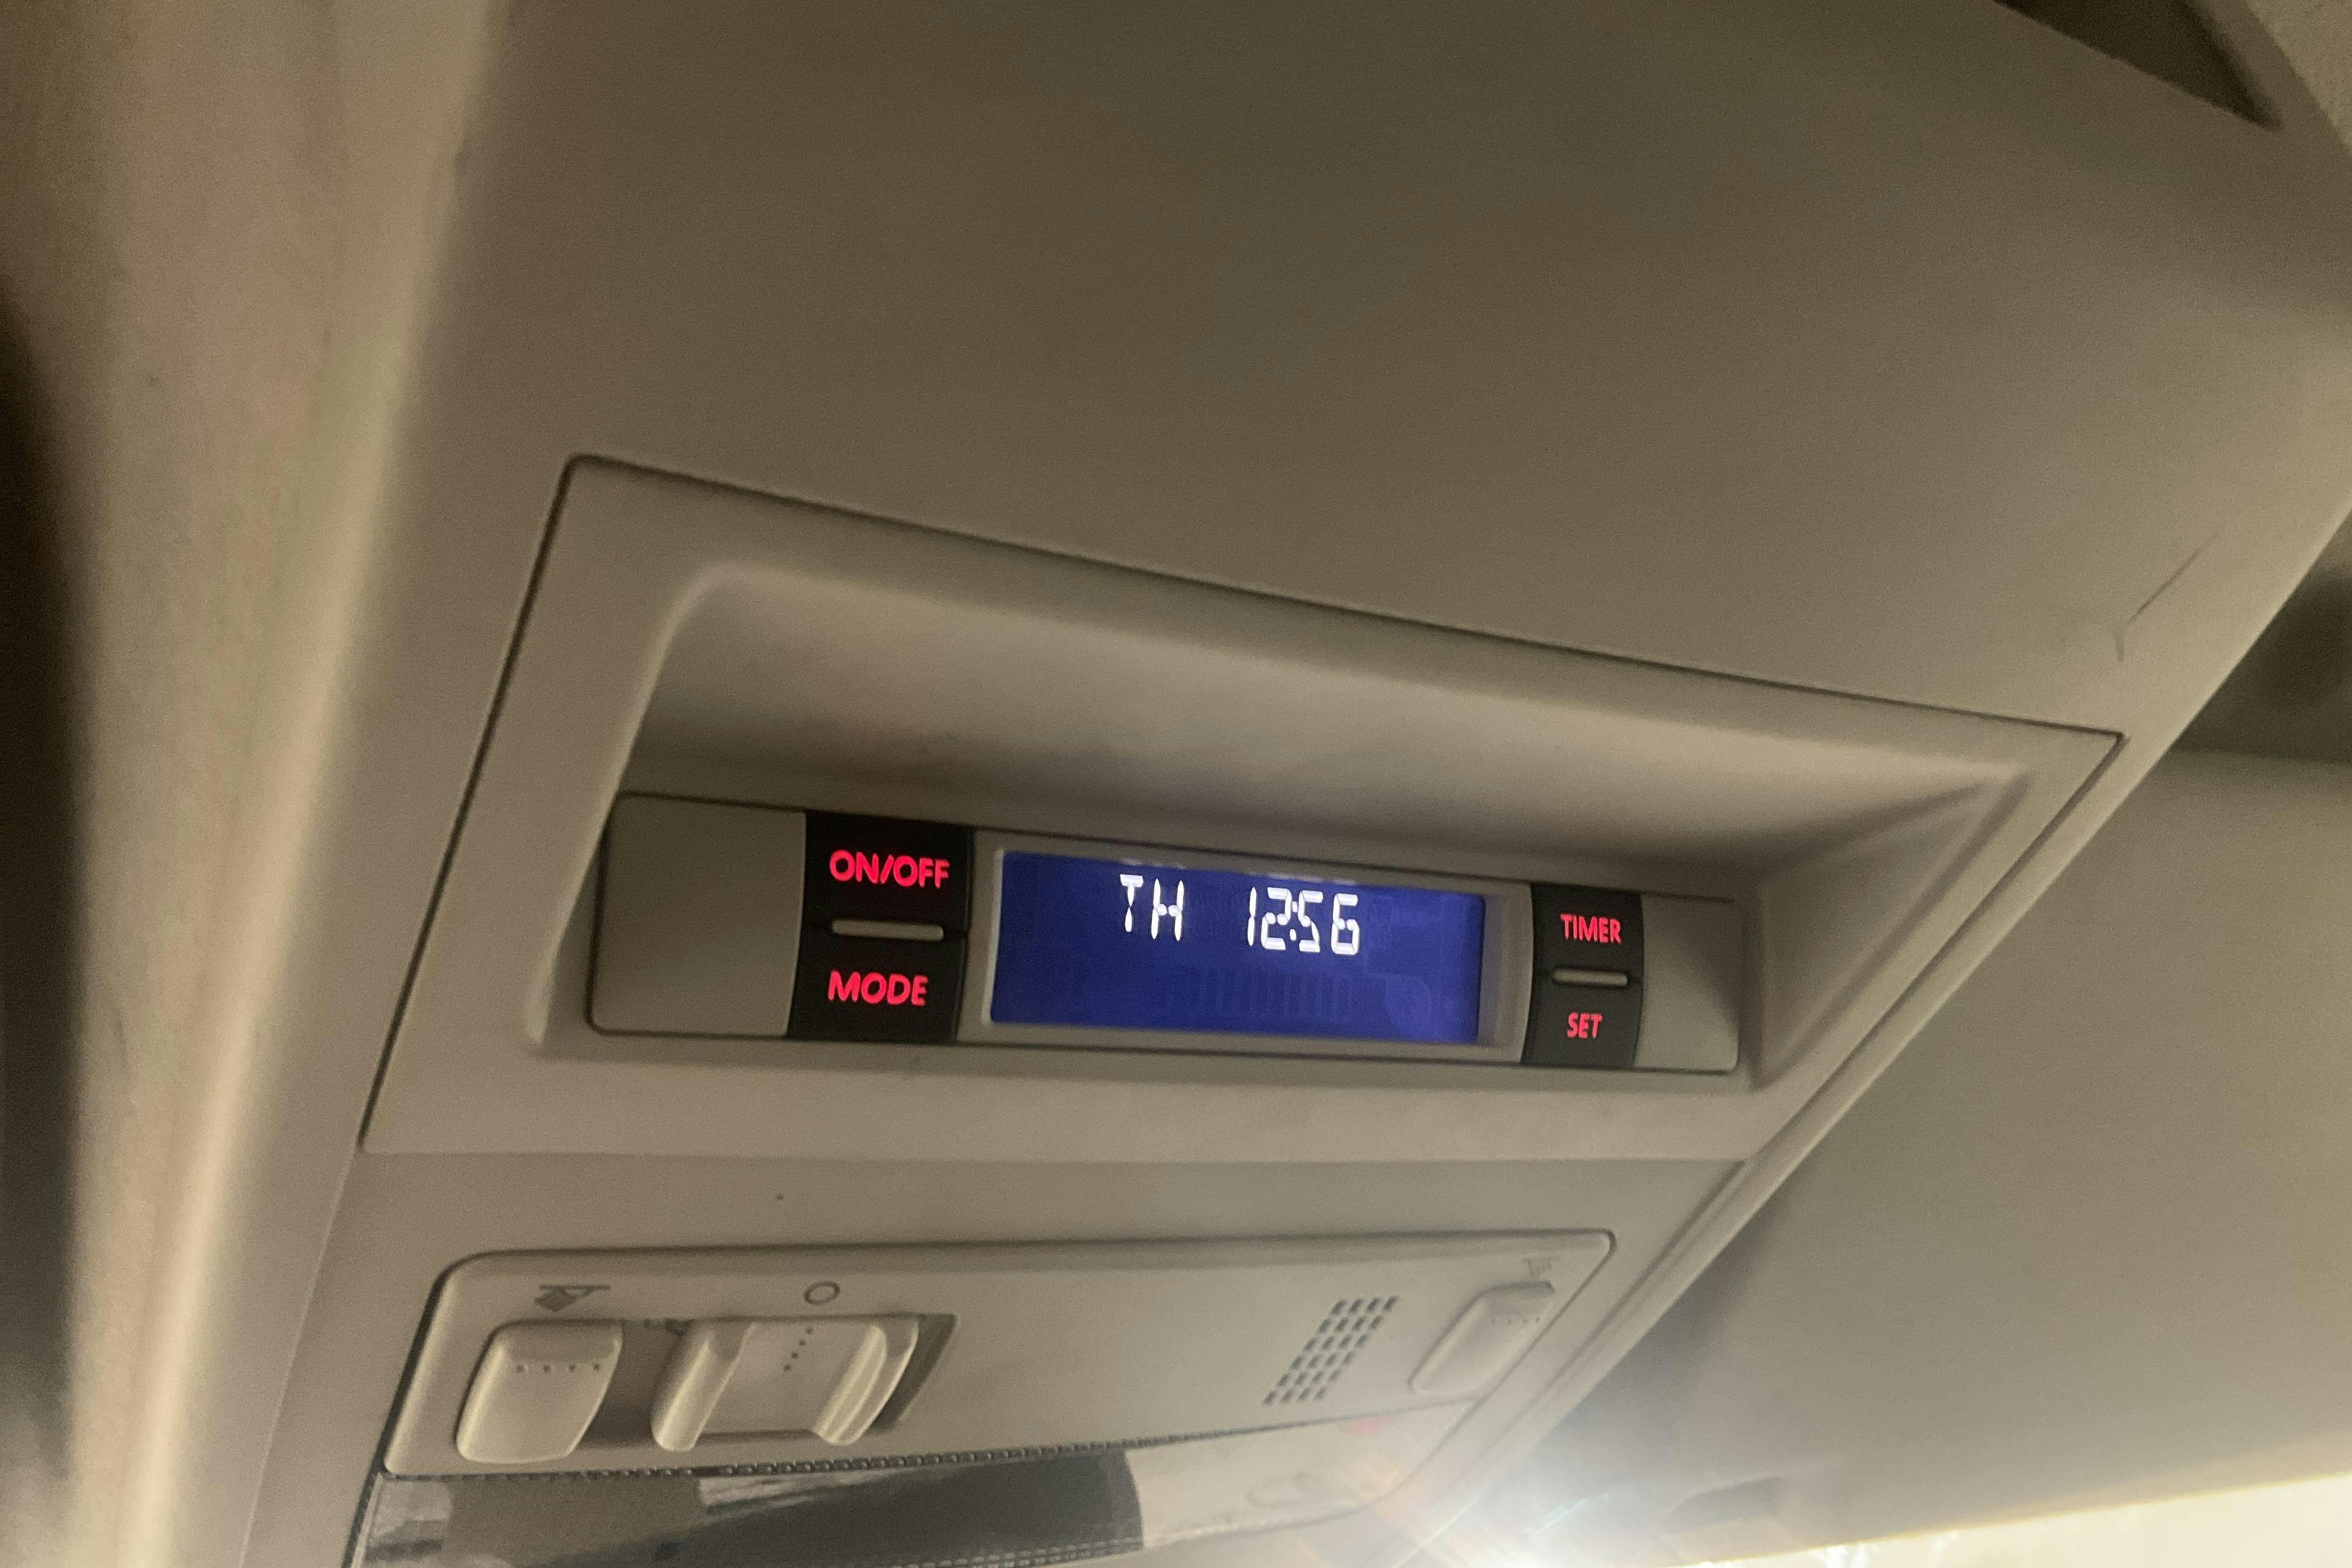 ON/OFF
MODE
TH 12:56
TIMER
SET